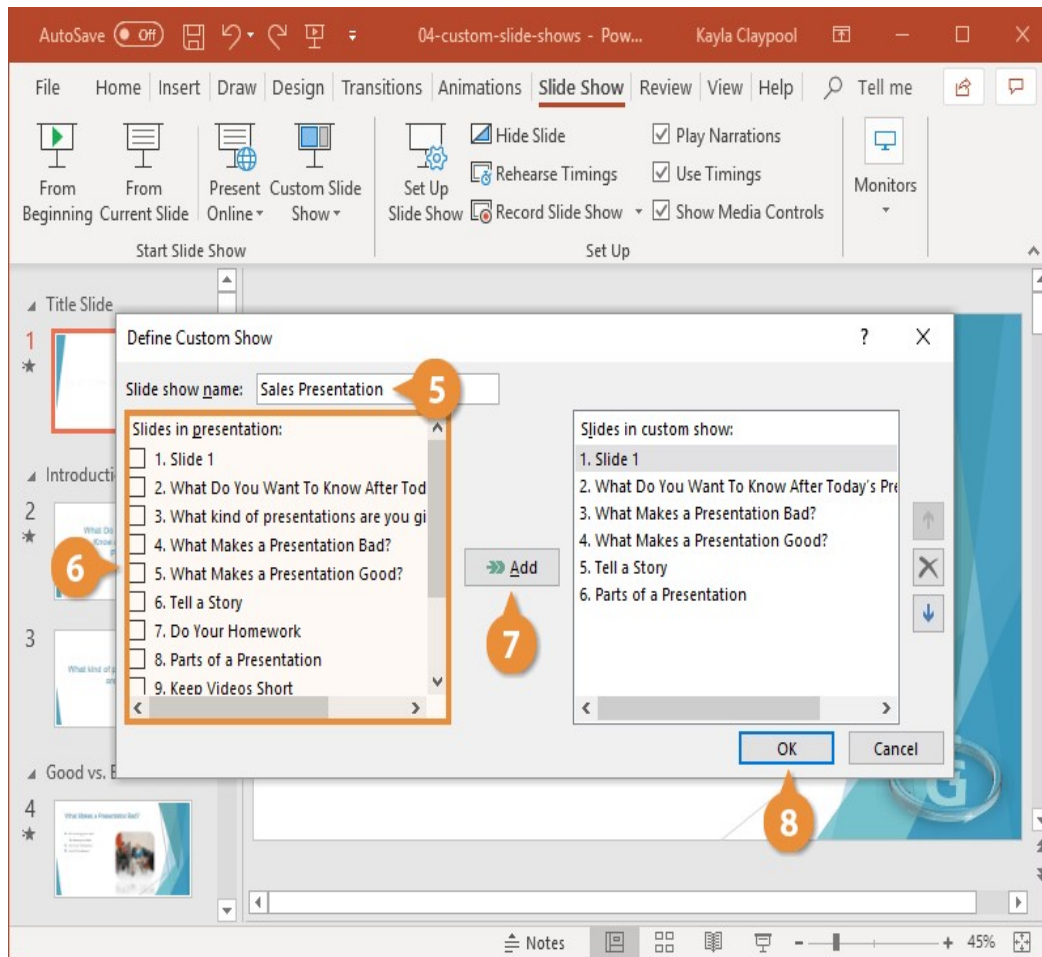 AutoSave Off 04-custom-slide-shows - Pow... Kayla Claypool
File Home Insert Draw Design Transitions Animations Slide Show Review View Help Tell me
From Beginning
From Current Slide
Present Online
Custom Slide Show
Start Slide Show
Set Up Slide Show
Hide Slide
Rehearse Timings
Record Slide Show
Play Narrations
Use Timings
Show Media Controls
Set Up
Monitors
Title Slide
1
Introducti
2
3
Good vs. B
4
What Makes a Presentation Bad?
Define Custom Show ?
Slide show name: Sales Presentation 5
Slides in presentation:
1. Slide 1
2. What Do You Want To Know After Tod
3. What kind of presentations are you gi
4. What Makes a Presentation Bad?
5. What Makes a Presentation Good?
6. Tell a Story
7. Do Your Homework
8. Parts of a Presentation
9. Keep Videos Short
6
Add
7
Slides in custom show:
1. Slide 1
2. What Do You Want To Know After Today's Pre
3. What Makes a Presentation Bad?
4. What Makes a Presentation Good?
5. Tell a Story
6. Parts of a Presentation
OK Cancel
8
G
Notes 45%